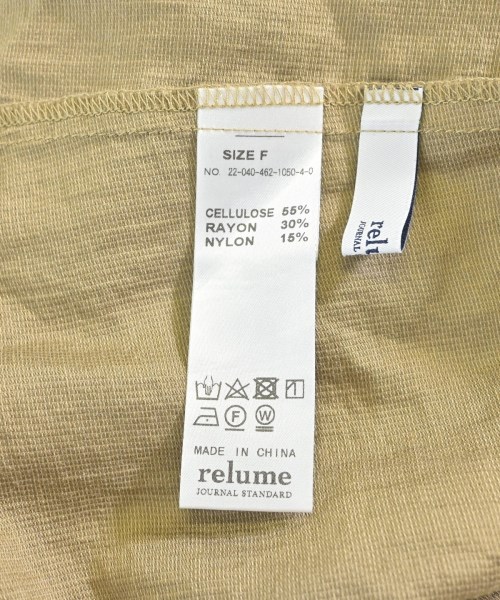 SIZE F
NO 22-040-462-1050-4-0
CELLULOSE 55%
RAYON 30%
NYLON 15%
F W
MADE IN CHINA
relume
JOURNAL STANDARD
relume
JOURNAL